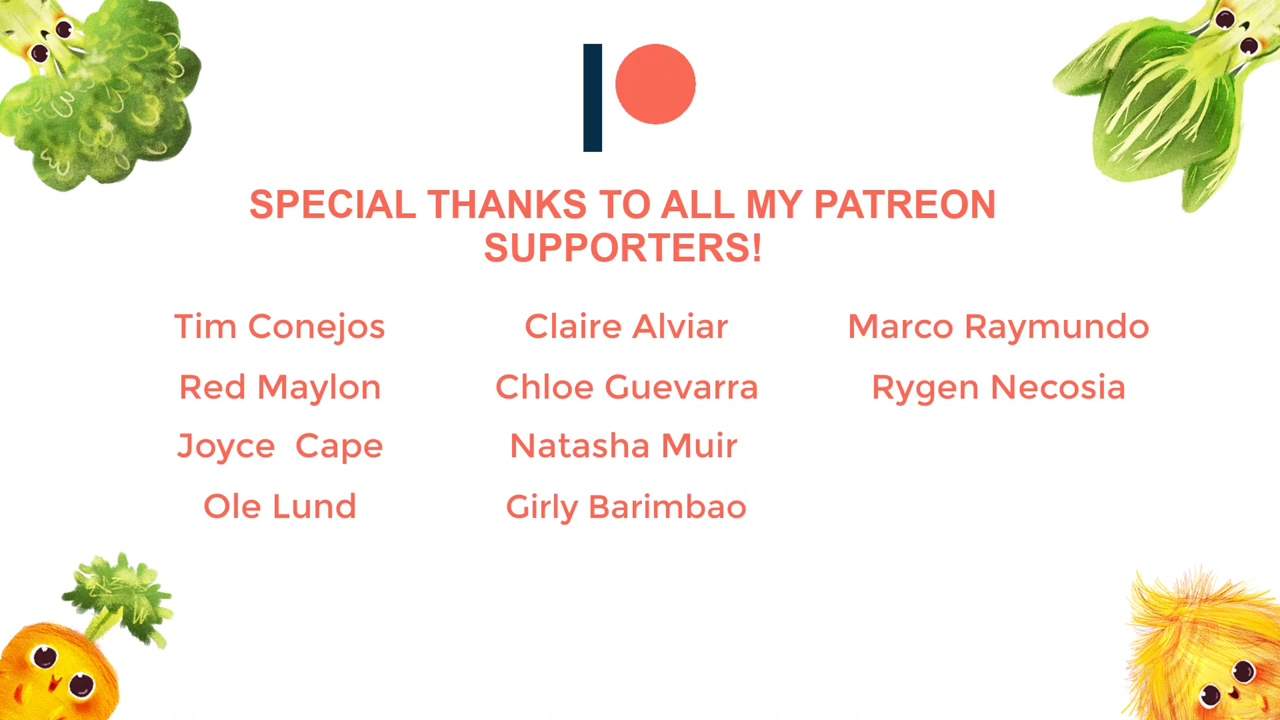 SPECIAL THANKS TO ALL MY PATREON
SUPPORTERS!
Tim Conejos
Claire Alviar
Marco Raymundo
Red Maylon
Chloe Guevarra
Rygen Necosia
Joyce  Cape
Natasha Muir
Ole Lund
Girly Barimbao